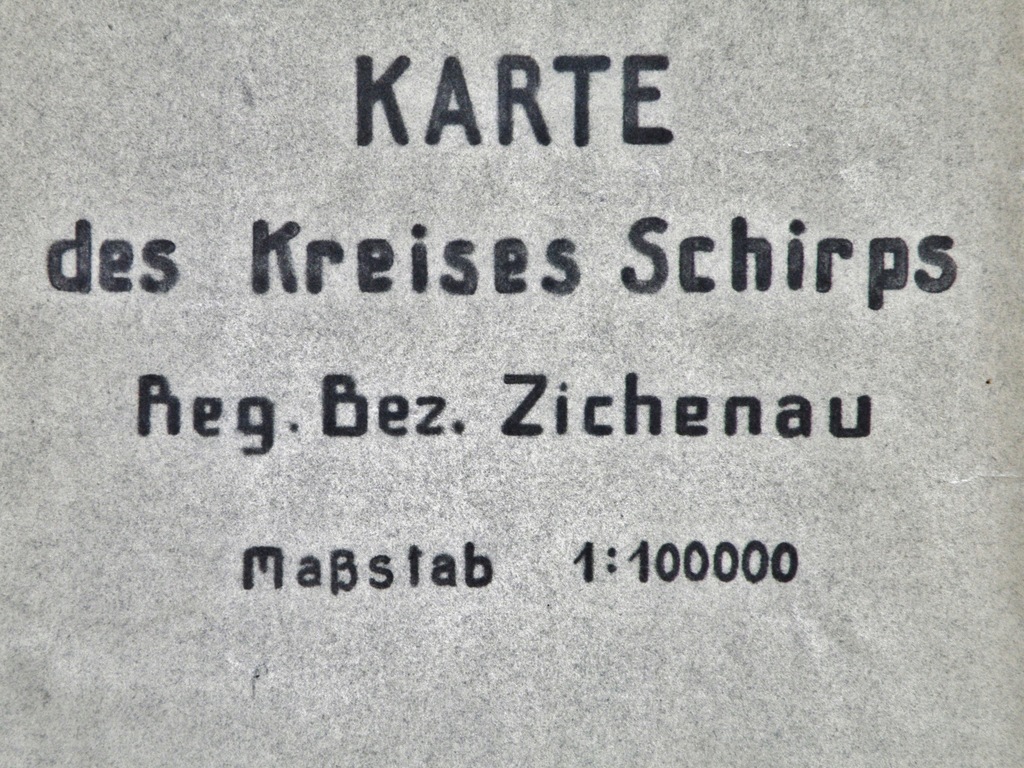 KARTE
des Kreises Schirps
Reg. Bez. Zichenau
Maßstab 1:100000